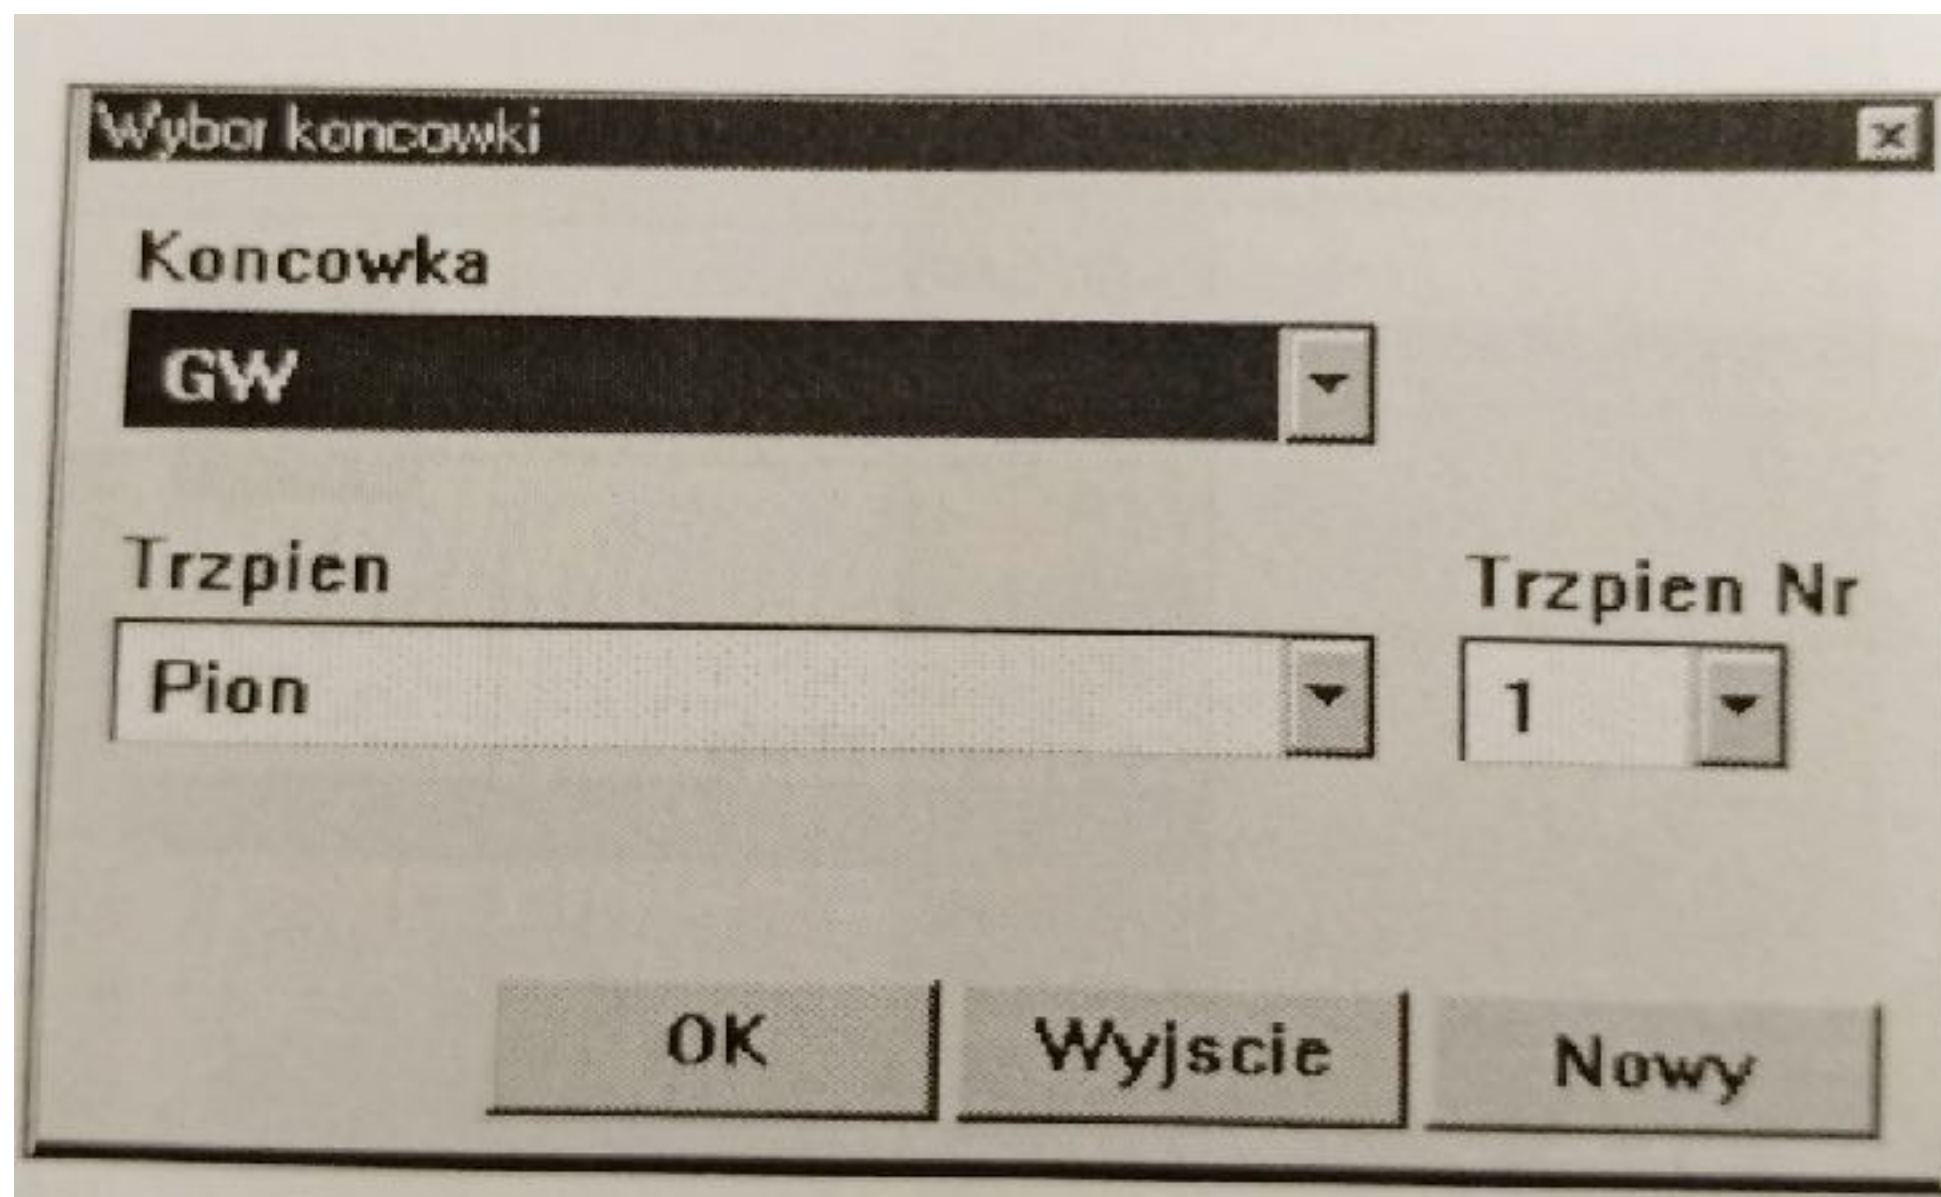 Wybor koncowki
Koncowka
GW
Trzpien
Trzpien Nr
Pion
1
OK
Wyjscie
Nowy